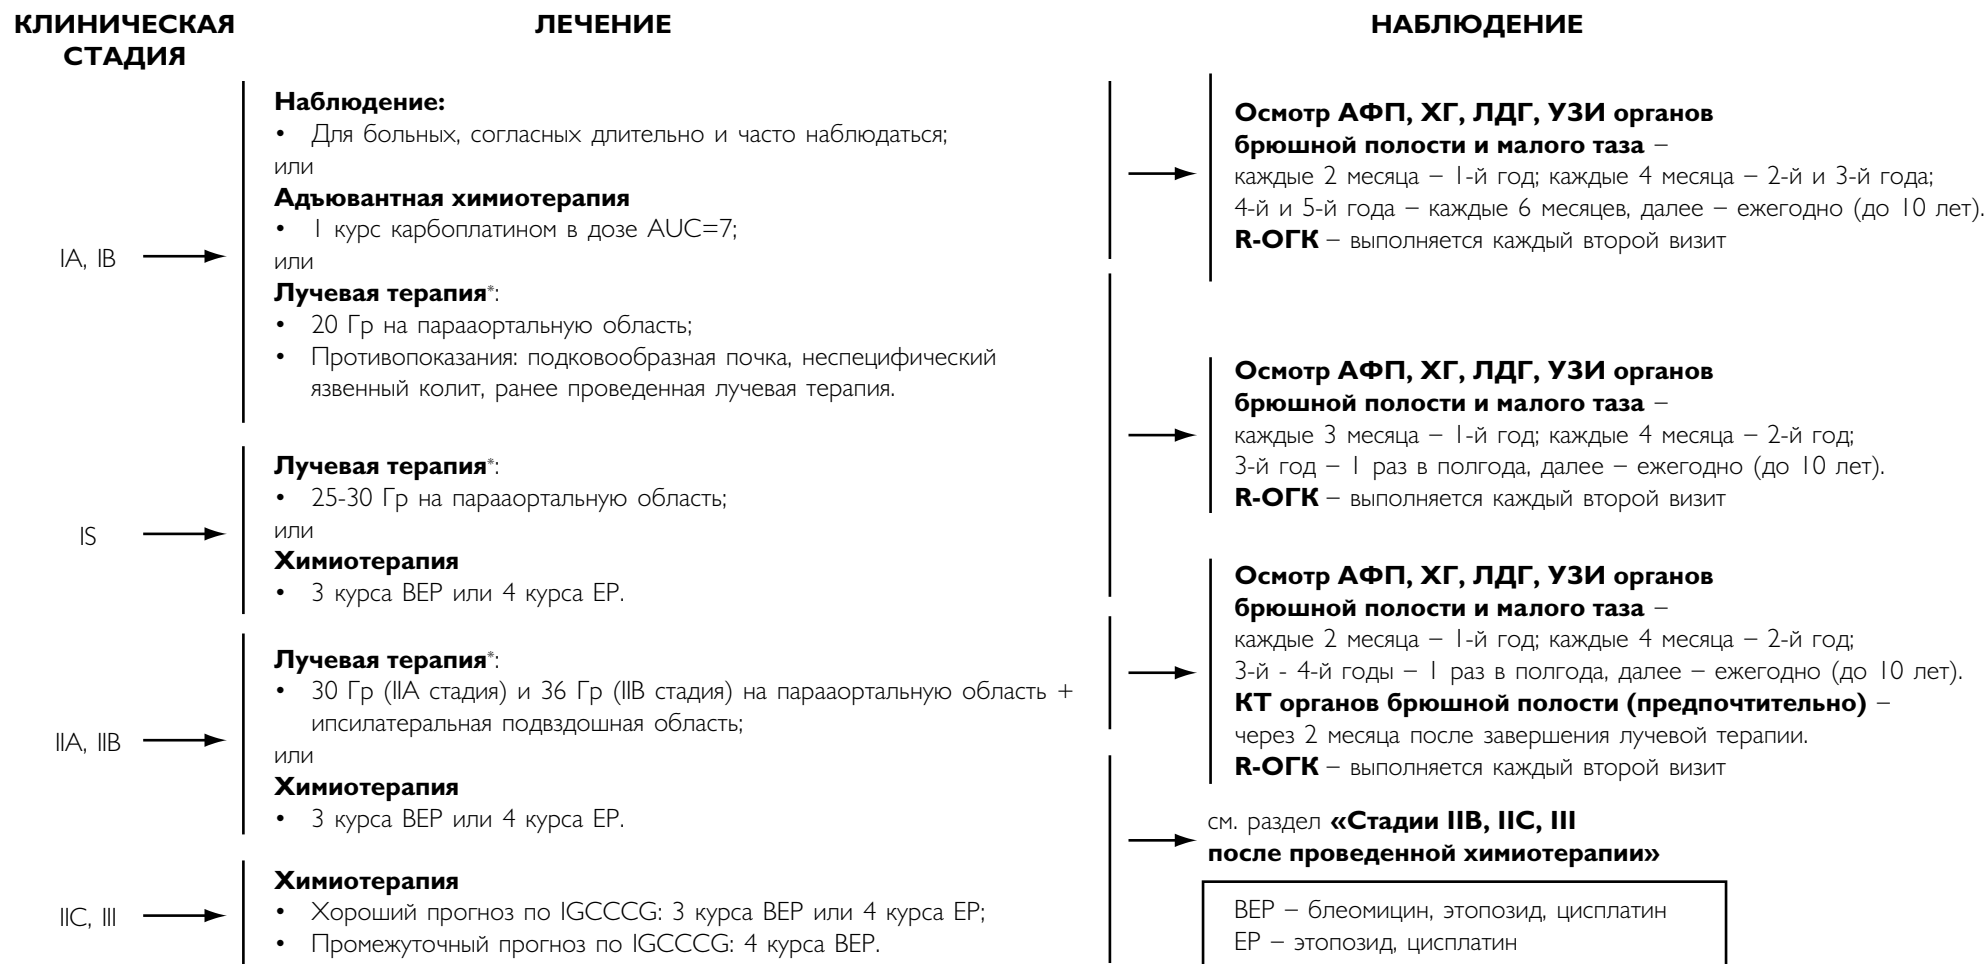 КЛИНИЧЕСКАЯ
СТАДИЯ
ЛЕЧЕНИЕ
НАБЛЮДЕНИЕ
IA, IB
Наблюдение:
• Для больных, согласных длительно и часто наблюдаться;
или
Адъювантная химиотерапия
• 1 курс карбоплатином в дозе AUC=7;
или
Лучевая терапия*:
• 20 Гр на парааортальную область;
• Противопоказания: подковообразная почка, неспецифический
язвенный колит, ранее проведенная лучевая терапия.
IS
Лучевая терапия*:
• 25-30 Гр на парааортальную область;
или
Химиотерапия
• 3 курса BEP или 4 курса EP.
IIA, IIB
Лучевая терапия*:
• 30 Гр (IIA стадия) и 36 Гр (IIB стадия) на парааортальную область +
ипсилатеральная подвздошная область;
или
Химиотерапия
• 3 курса BEP или 4 курса EP.
IIC, III
Химиотерапия
• Хороший прогноз по IGCCCG: 3 курса BEP или 4 курса EP;
• Промежуточный прогноз по IGCCCG: 4 курса BEP.
Осмотр АФП, ХГ, ЛДГ, УЗИ органов
брюшной полости и малого таза –
каждые 2 месяца – 1-й год; каждые 4 месяца – 2-й и 3-й года;
4-й и 5-й года – каждые 6 месяцев, далее – ежегодно (до 10 лет).
R-ОГК – выполняется каждый второй визит
Осмотр АФП, ХГ, ЛДГ, УЗИ органов
брюшной полости и малого таза –
каждые 3 месяца – 1-й год; каждые 4 месяца – 2-й год;
3-й год – 1 раз в полгода, далее – ежегодно (до 10 лет).
R-ОГК – выполняется каждый второй визит
Осмотр АФП, ХГ, ЛДГ, УЗИ органов
брюшной полости и малого таза –
каждые 2 месяца – 1-й год; каждые 4 месяца – 2-й год;
3-й - 4-й годы – 1 раз в полгода, далее – ежегодно (до 10 лет).
КТ органов брюшной полости (предпочтительно) –
через 2 месяца после завершения лучевой терапии.
R-ОГК – выполняется каждый второй визит
см. раздел «Стадии IIB, IIC, III
после проведенной химиотерапии»
BEP – блеомицин, этопозид, цисплатин
EP – этопозид, цисплатин